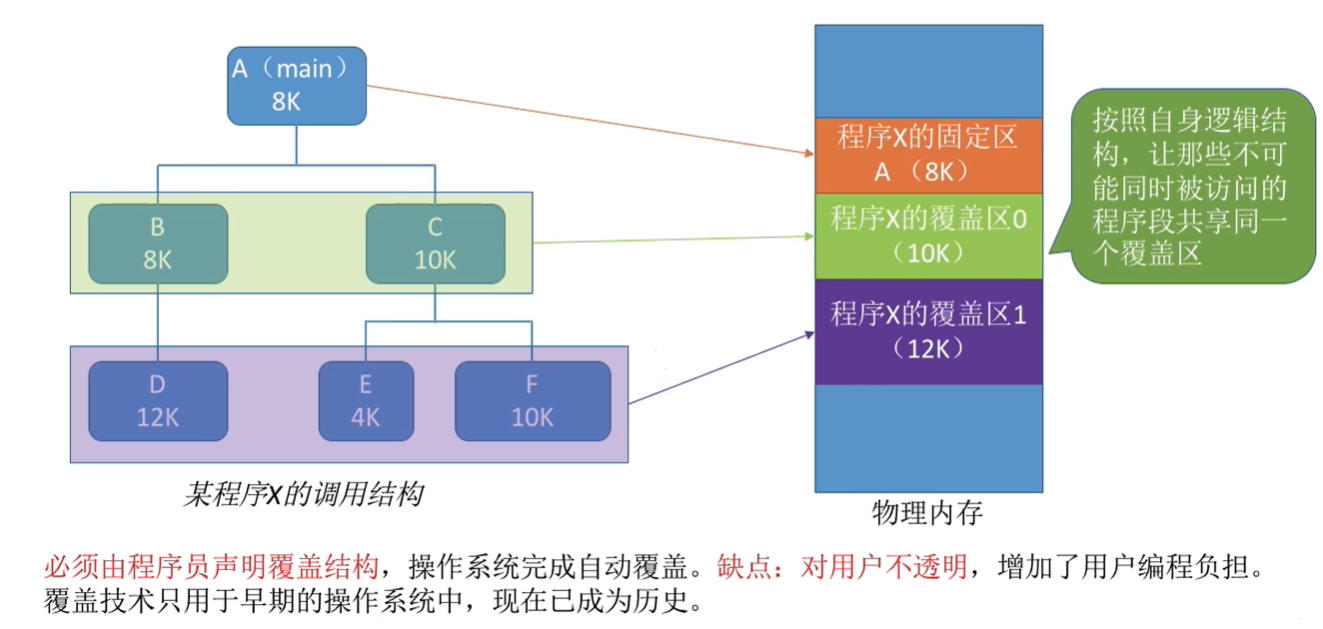 A（main）
8K
B
8K
C
10K
D
12K
E
4K
F
10K
某程序X的调用结构
程序X的固定区
A （8K）
程序X的覆盖区0
（10K）
程序X的覆盖区1
（12K）
物理内存
按照自身逻辑结
构，让那些不可
能同时被访问的
程序段共享同一
个覆盖区
必须由程序员声明覆盖结构，操作系统完成自动覆盖。缺点：对用户不透明，增加了用户编程负担。
覆盖技术只用于早期的操作系统中，现在已成为历史。